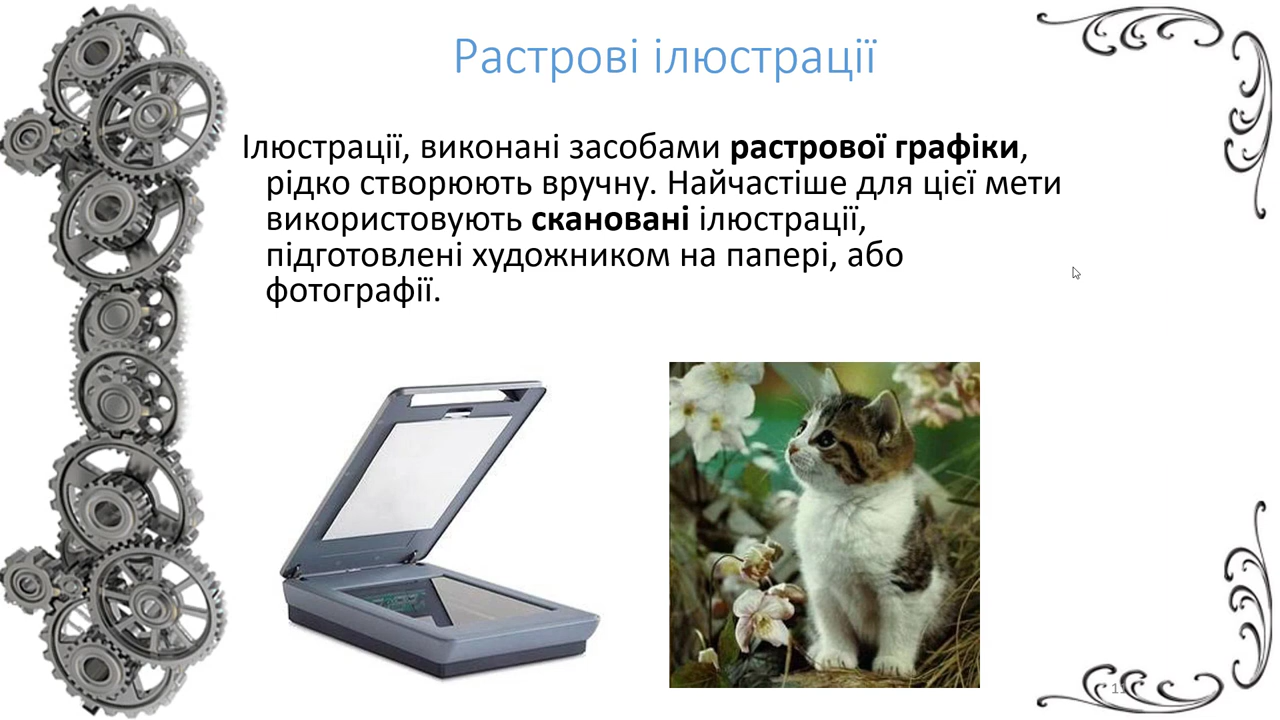 Растрові ілюстрації
Ілюстрації, виконані засобами растрової графіки,
рідко створюють вручну. Найчастіше для цієї мети
використовують скановані ілюстрації,
підготовлені художником на папері, або
фотографії.